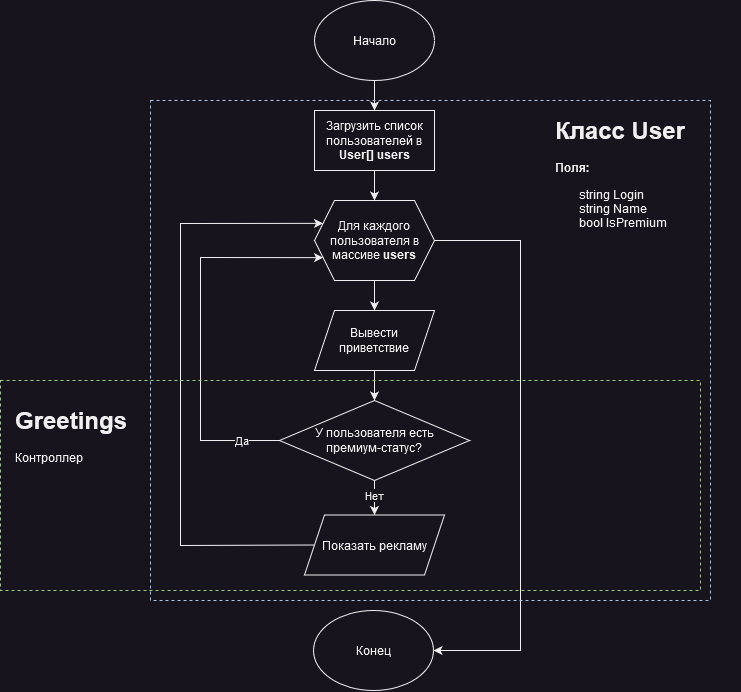 Начало
Загрузить список
пользователей в
User[] users
Класс User
Поля:
string Login
string Name
bool IsPremium
Для каждого
пользователя в
массиве users
Вывести
приветствие
Greetings
Контроллер
У пользователя есть
премиум-статус?
Да
Нет
Показать рекламу
Конец